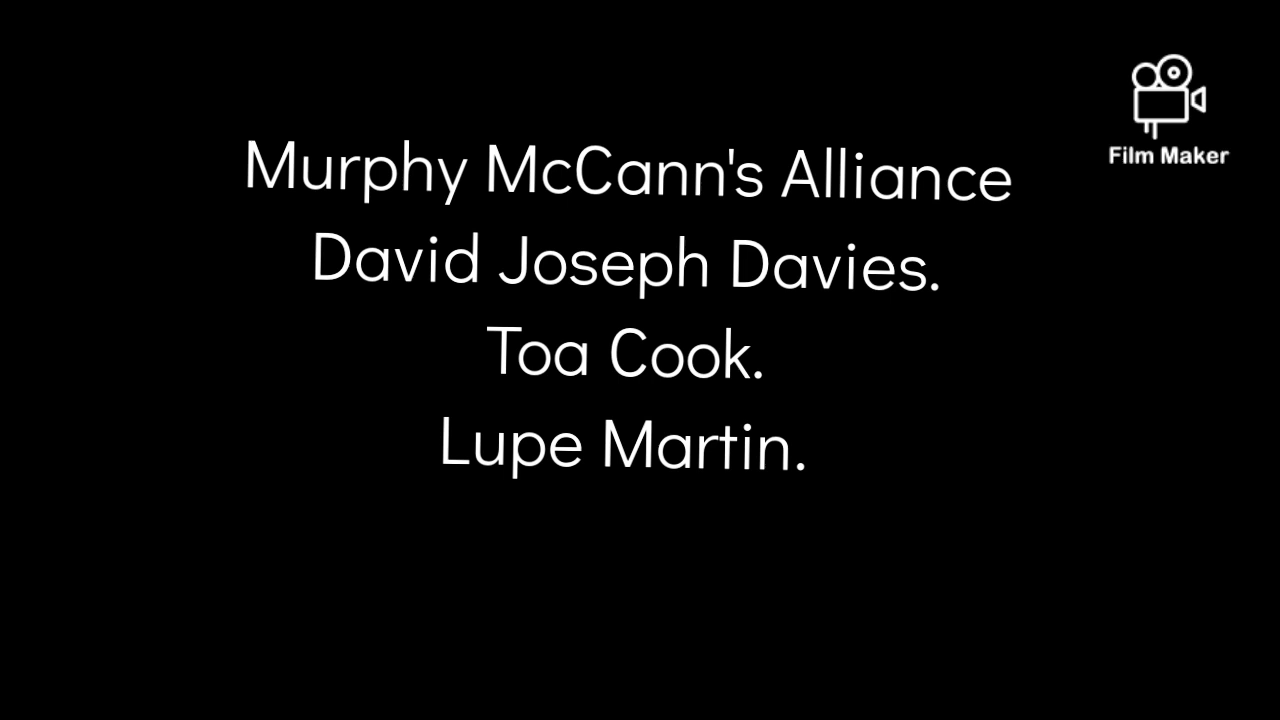 Film Maker
Murphy McCann's Alliance
David Joseph Davies.
Toa Cook.
Lupe Martin.